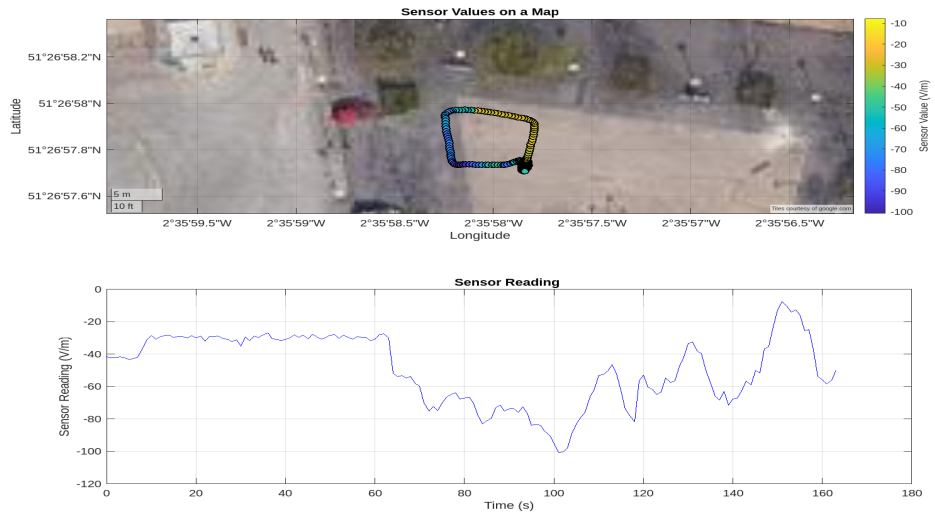 Sensor Values on a Map
51°26'58.2"N
51°26'58"N
51°26'57.8"N
51°26'57.6"N
Latitude
5 m
10 ft
Tiles courtesy of google.com
2°35'59.5"W 2°35'59"W 2°35'58.5"W 2°35'58"W 2°35'57.5"W 2°35'57"W 2°35'56.5"W
Longitude
-10
-20
-30
-40
-50
-60
-70
-80
-90
-100
Sensor Value (V/m)
Sensor Reading
0
-20
-40
-60
-80
-100
-120
Sensor Reading (V/m)
0 20 40 60 80 100 120 140 160 180
Time (s)